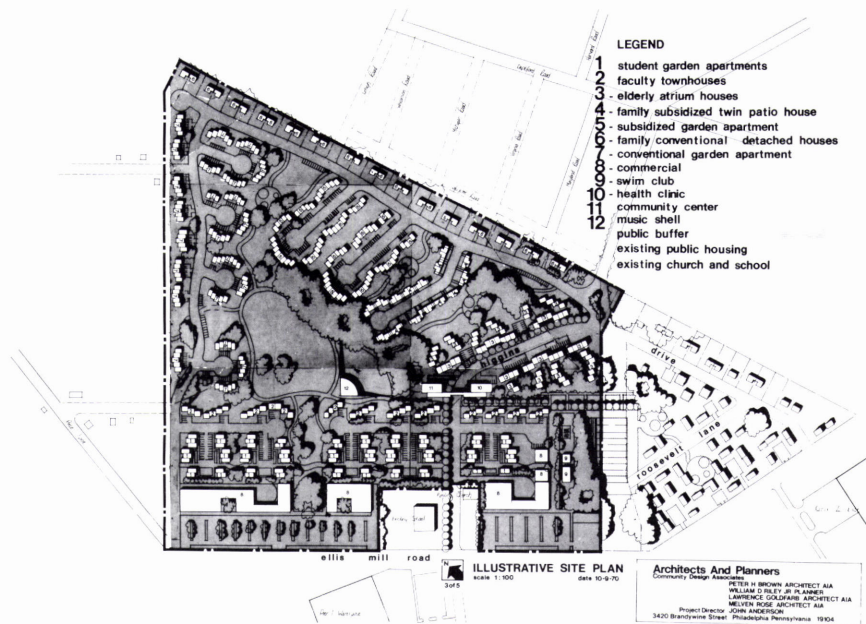 LEGEND
1 student garden apartments
2 faculty townhouses
3 - elderly atrium houses
4 - family subsidized twin patio house
5 - subsidized garden apartment
6 - family conventional detached houses
7 - conventional garden apartment
8 - commercial
9 - swim club
10 - health clinic
11 community center
12 music shell
public buffer
existing public housing
existing church and school
higgins
drive
roosevelt lane
12
11
10
ellis mill road
N
3 of 5
ILLUSTRATIVE SITE PLAN
scale 1:100
date 10-9-70
Architects And Planners
Community Design Associates
PETER H BROWN ARCHITECT AIA
WILLIAM D RILEY JR PLANNER
LAWRENCE GOLDFARB ARCHITECT AIA
MELVEN ROSE ARCHITECT AIA
Project Director JOHN ANDERSON
3420 Brandywine Street Philadelphia Pennsylvania 19104